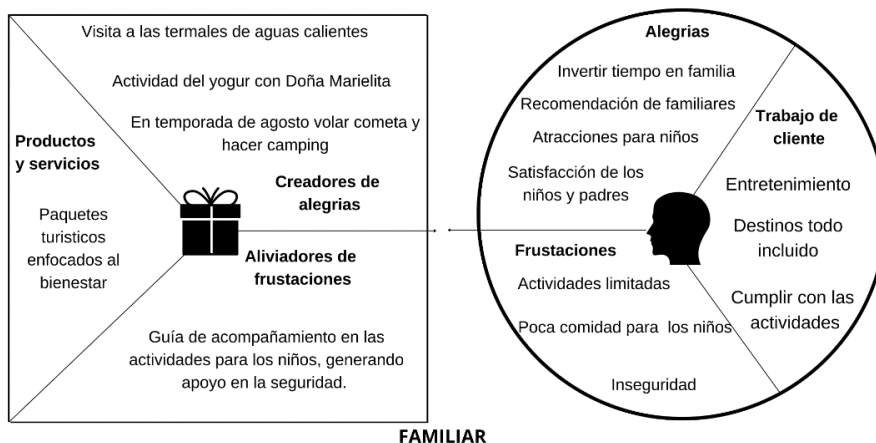 Visita a las termales de aguas calientes
Actividad del yogur con Doña Marielita
En temporada de agosto volar cometa y
hacer camping
Productos
y servicios
Creadores de
alegrias
Paquetes
turisticos
enfocados al
bienestar
Aliviadores de
frustaciones
Guía de acompañamiento en las
actividades para los niños, generando
apoyo en la seguridad.
Alegrias
Invertir tiempo en familia
Recomendación de familiares
Atracciones para niños
Satisfacción de los
niños y padres
Trabajo de
cliente
Entretenimiento
Destinos todo
incluido
Cumplir con las
actividades
Frustaciones
Actividades limitadas
Poca comidad para los niños
Inseguridad
FAMILIAR